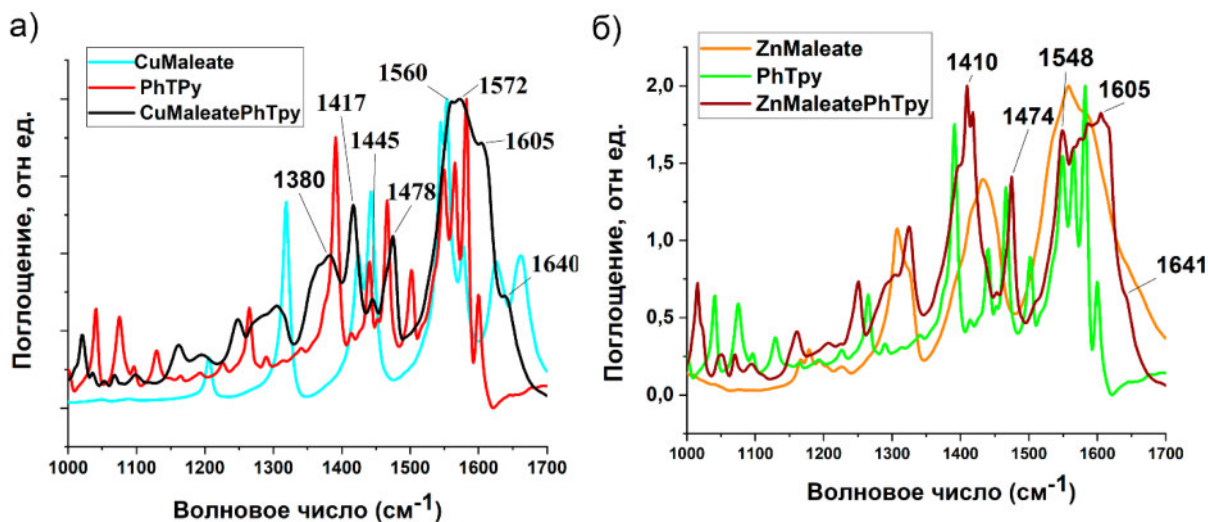 а)
CuMaleate
PhTPy
CuMaleatePhTpy
1560
1572
1417
1445
1605
1380
1478
1640
Поглощение, отн ед.
1000 1100 1200 1300 1400 1500 1600 1700
Волновое число (см-1)
б)
ZnMaleate
PhTpy
ZnMaleatePhTpy
1410
1548
1605
1474
1641
Поглощение, отн ед.
2,0
1,5
1,0
0,5
0,0
1000 1100 1200 1300 1400 1500 1600 1700
Волновое число (см-1)